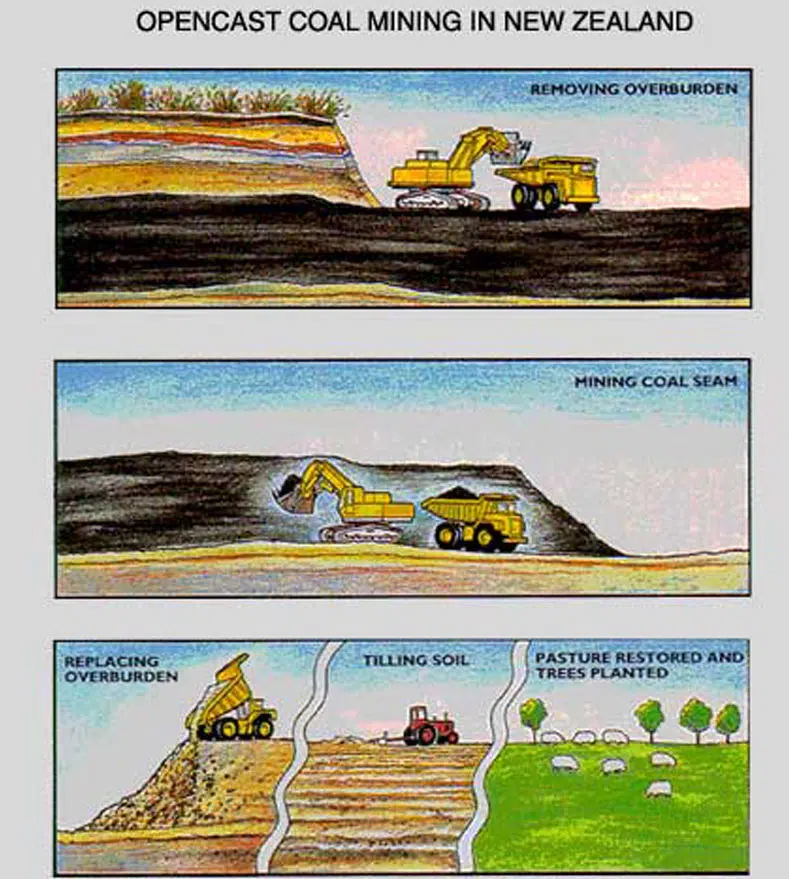 OPENCAST COAL MINING IN NEW ZEALAND
REMOVING OVERBURDEN
MINING COAL SEAM
REPLACING
OVERBURDEN
TILLING SOIL
PASTURE RESTORED AND
TREES PLANTED